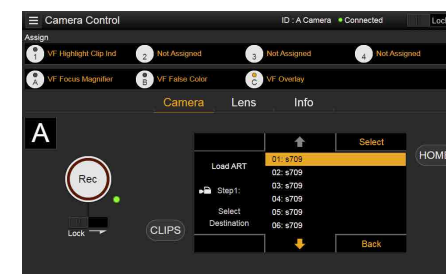 Camera Control
ID : A Camera
Connected
Lock
Assign
1 VF Highlight Clip Ind
2 Not Assigned
3 Not Assigned
4 Not Assigned
A VF Focus Magnifier
B VF False Color
C VF Overlay
Camera Lens Info
A
Select
Load ART
01: s709
02: s709
Step1:
03: s709
04: s709
Select
Destination
05: s709
06: s709
Back
Rec
Lock
CLIPS
HOME